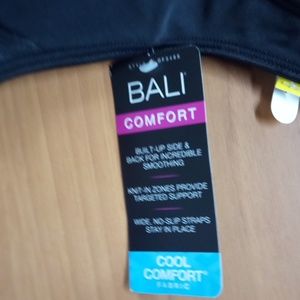 BALI
COMFORT
BUILT-UP SIDE &
BACK FOR INCREDIBLE
SMOOTHING
KNIT-IN ZONES PROVIDE
TARGETED SUPPORT
WIDE, NO-SLIP STRAPS
STAY IN PLACE
COOL
COMFORT™
FABRIC